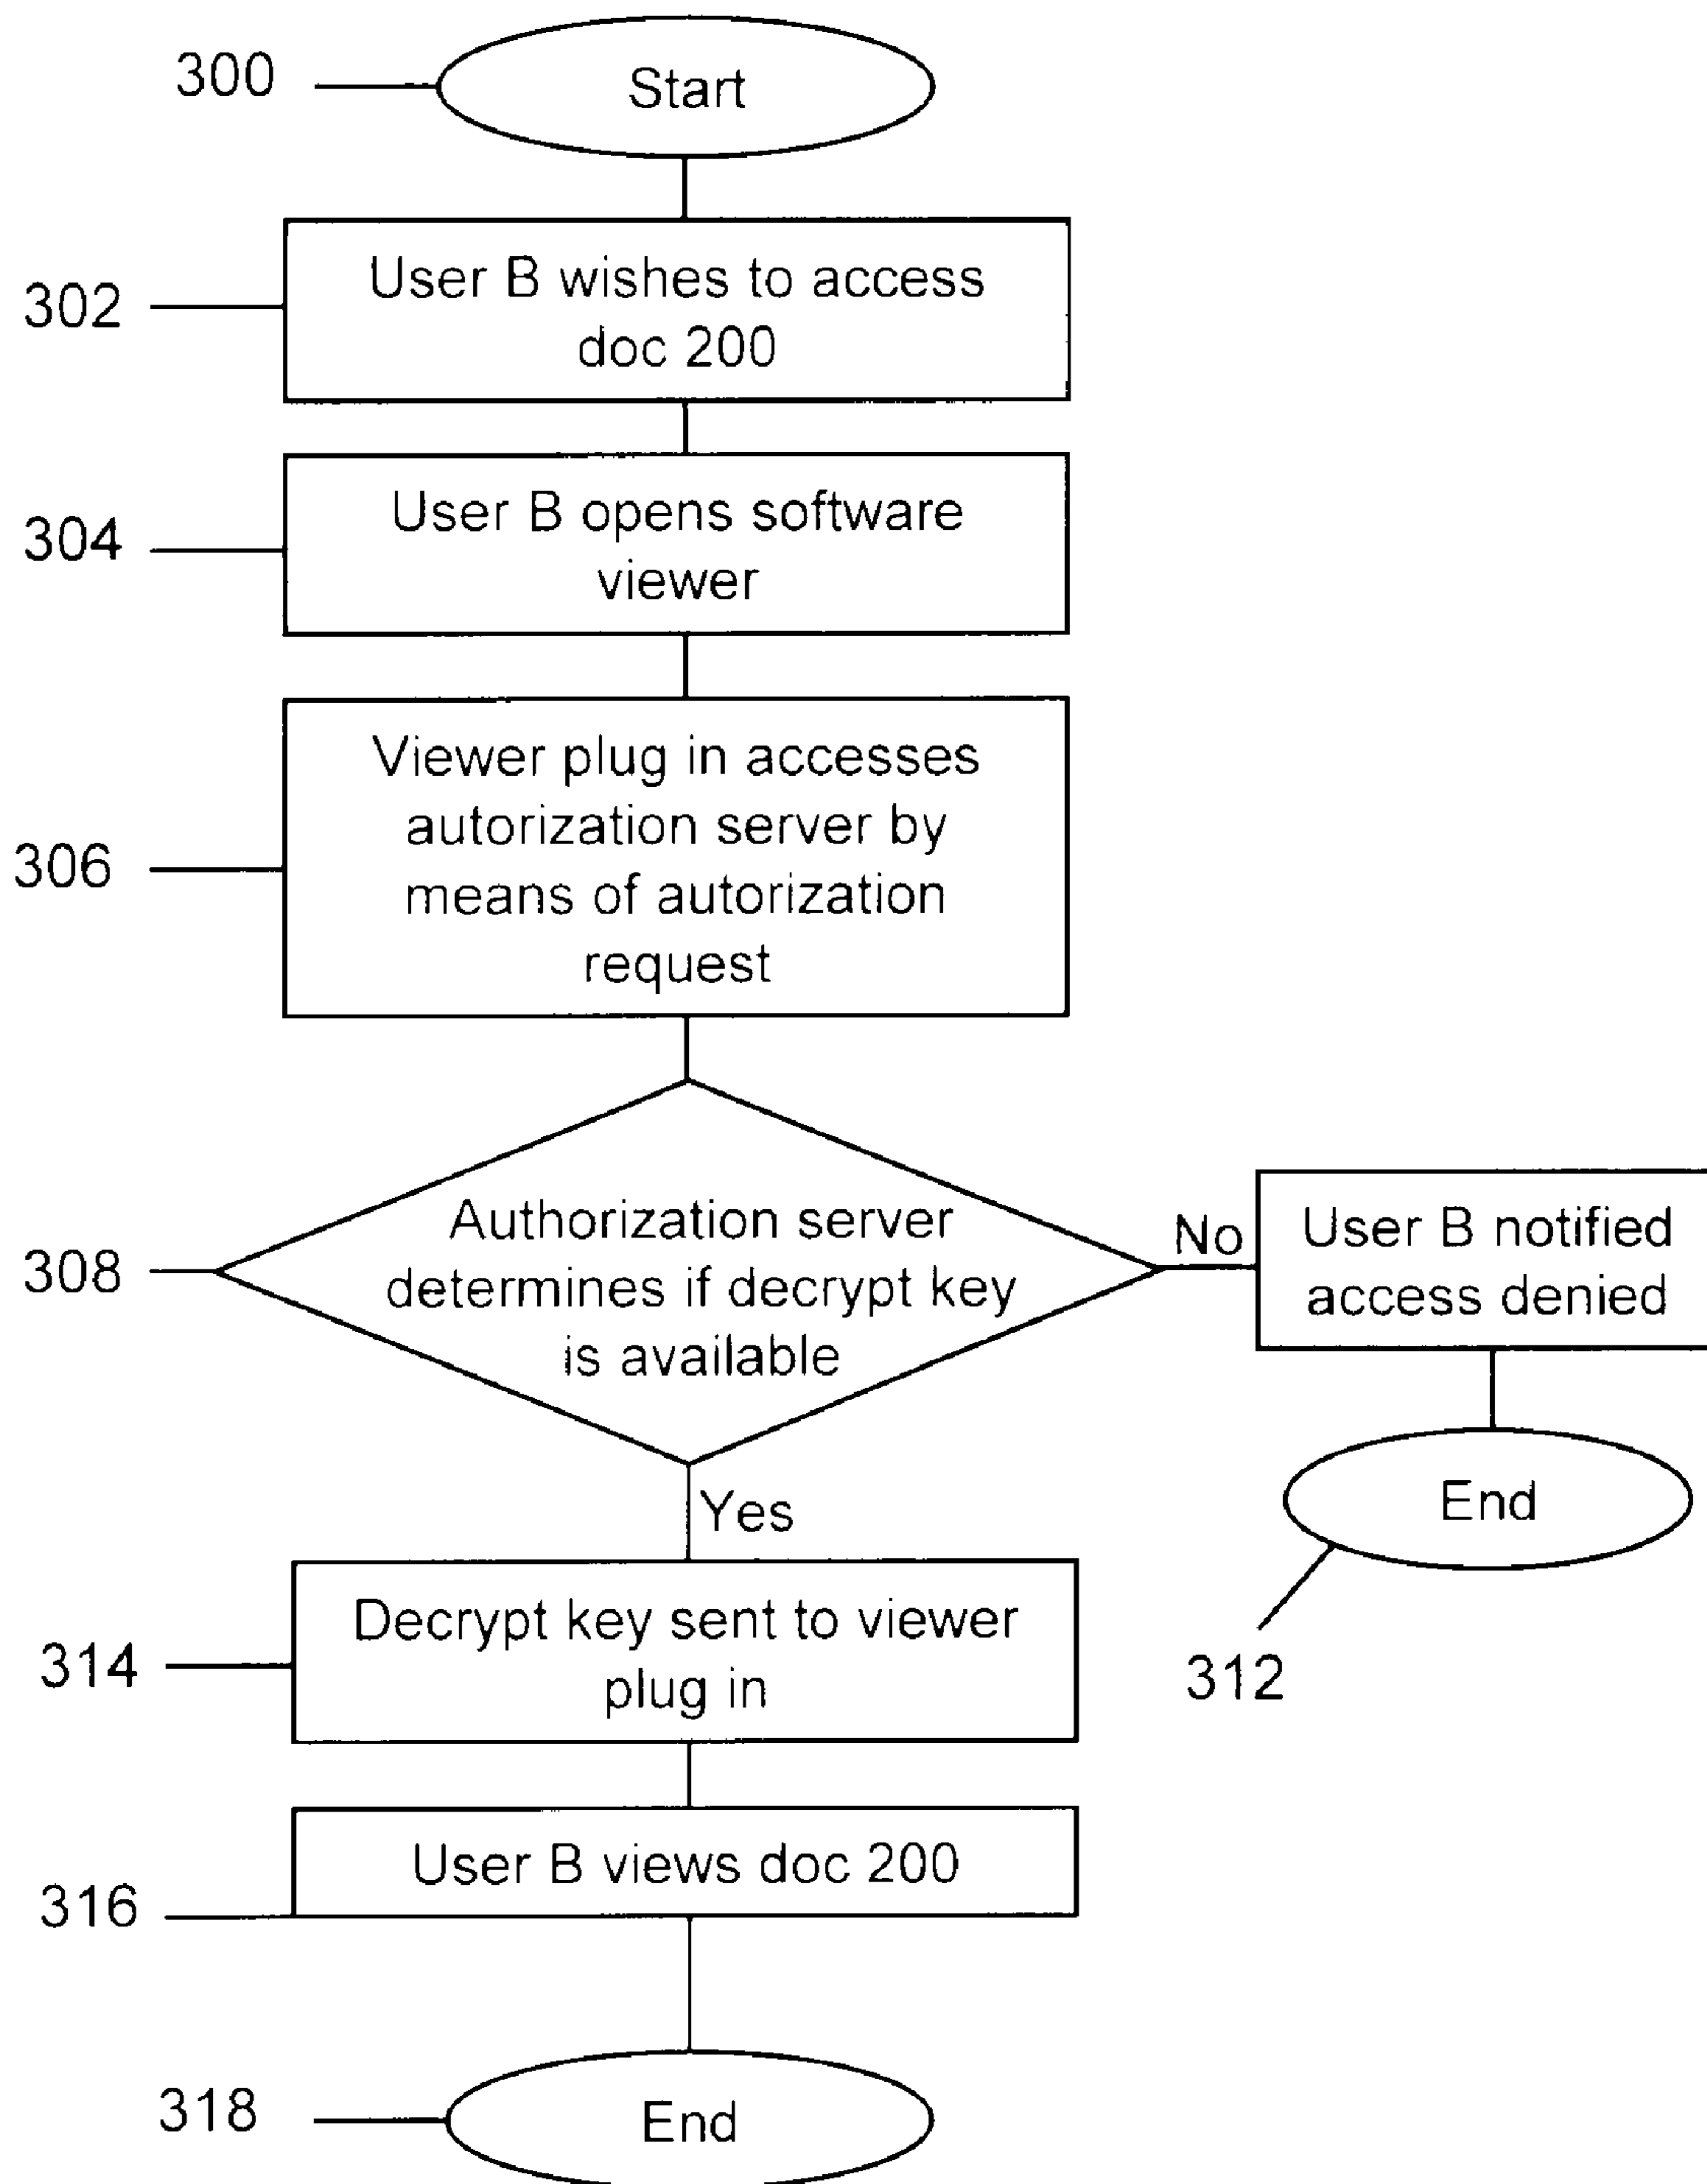 300
Start
302
User B wishes to access
doc 200
304
User B opens software
viewer
306
Viewer plug in accesses
autorization server by
means of autorization
request
308
Authorization server
determines if decrypt key
is available
No
User B notified
access denied
End
312
Yes
314
Decrypt key sent to viewer
plug in
316
User B views doc 200
318
End